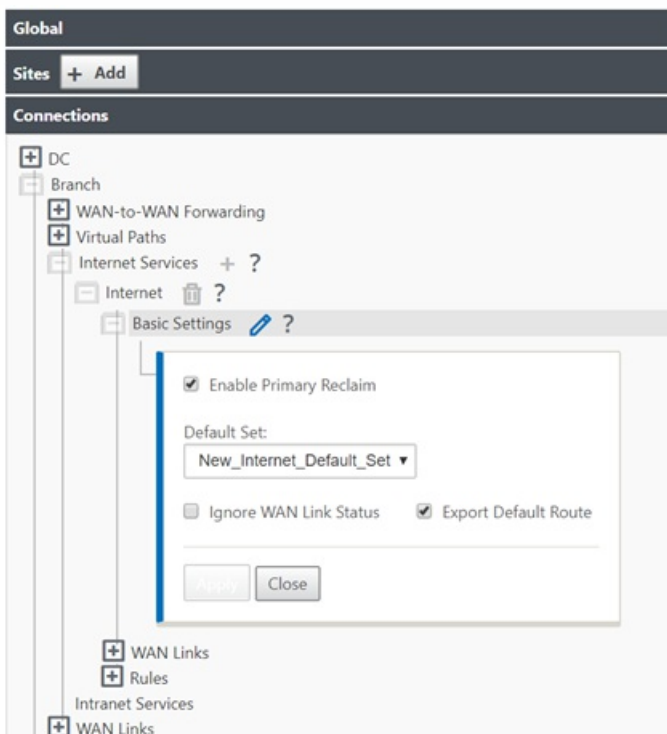 Global
Sites + Add
Connections
DC
Branch
WAN-to-WAN Forwarding
Virtual Paths
Internet Services + ?
Internet ?
Basic Settings ?
Enable Primary Reclaim
Default Set:
New_Internet_Default_Set
Ignore WAN Link Status Export Default Route
Apply Close
WAN Links
Rules
Intranet Services
WAN Links